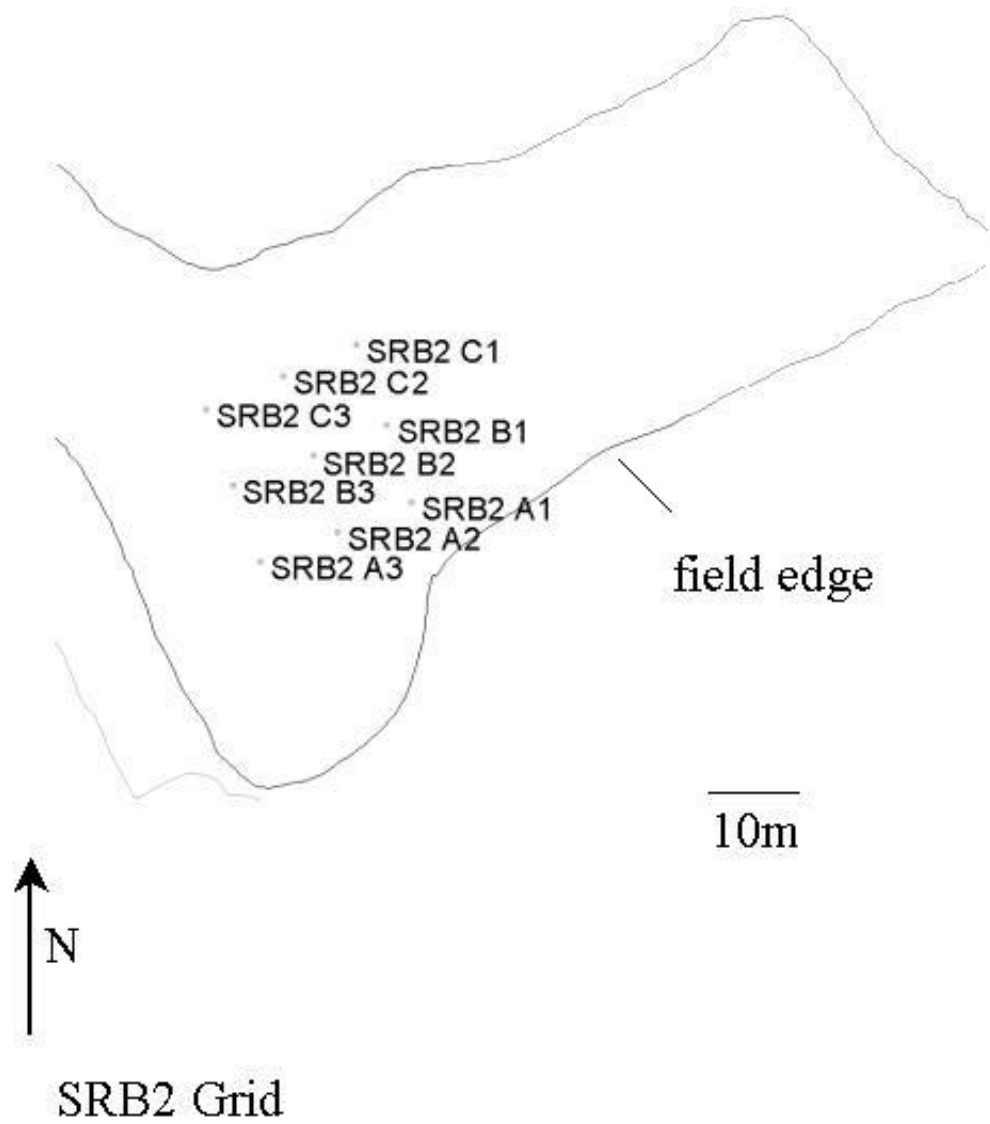 SRB2 C1
SRB2 C2
SRB2 C3
SRB2 B1
SRB2 B2
SRB2 B3
SRB2 A1
SRB2 A2
SRB2 A3
field edge
10m
N
SRB2 Grid